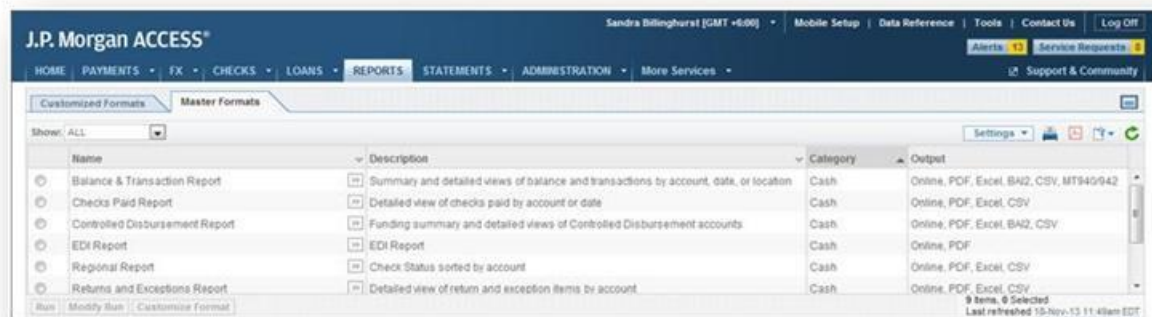 Sandra Billinghurst [GMT +6:00] Mobile Setup | Data Reference | Tools | Contact Us | Log Off
J.P. Morgan ACCESS®
Alerts 13 Service Requests 8
HOME PAYMENTS FX CHECKS LOANS REPORTS STATEMENTS ADMINISTRATION More Services Support & Community
Customized Formats Master Formats
Show: ALL Settings
Name Description Category Output
Balance & Transaction Report Summary and detailed views of balance and transactions by account, date, or location Cash Online, PDF, Excel, BAI2, CSV, MT940/942
Checks Paid Report Detailed view of checks paid by account or date Cash Online, PDF, Excel, CSV
Controlled Disbursement Report Funding summary and detailed views of Controlled Disbursement accounts Cash Online, PDF, Excel, BAI2, CSV
EDI Report EDI Report Cash Online, PDF
Regional Report Check Status sorted by account Cash Online, PDF, Excel, CSV
Returns and Exceptions Report Detailed view of return and exception items by account Cash Online, PDF, Excel, CSV
Run Modify Run Customize Format 9 items, 0 Selected
Last refreshed 18-Nov-13 11:49am EDT